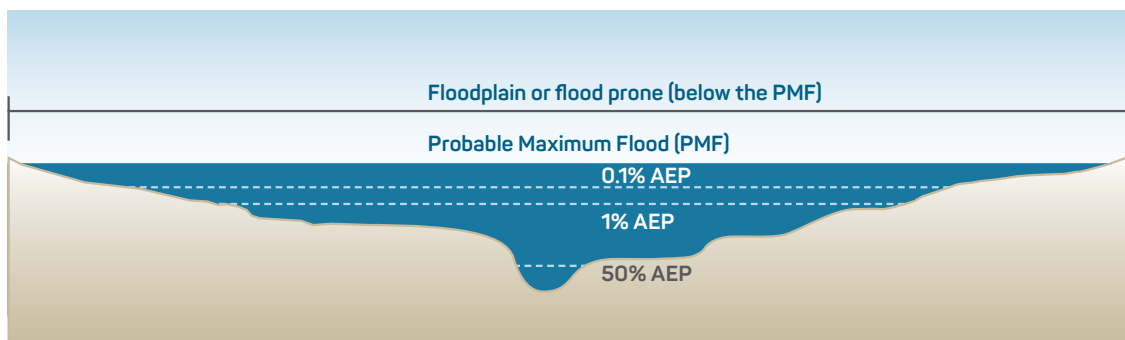 Floodplain or flood prone (below the PMF)
Probable Maximum Flood (PMF)
0.1% AEP
1% AEP
50% AEP